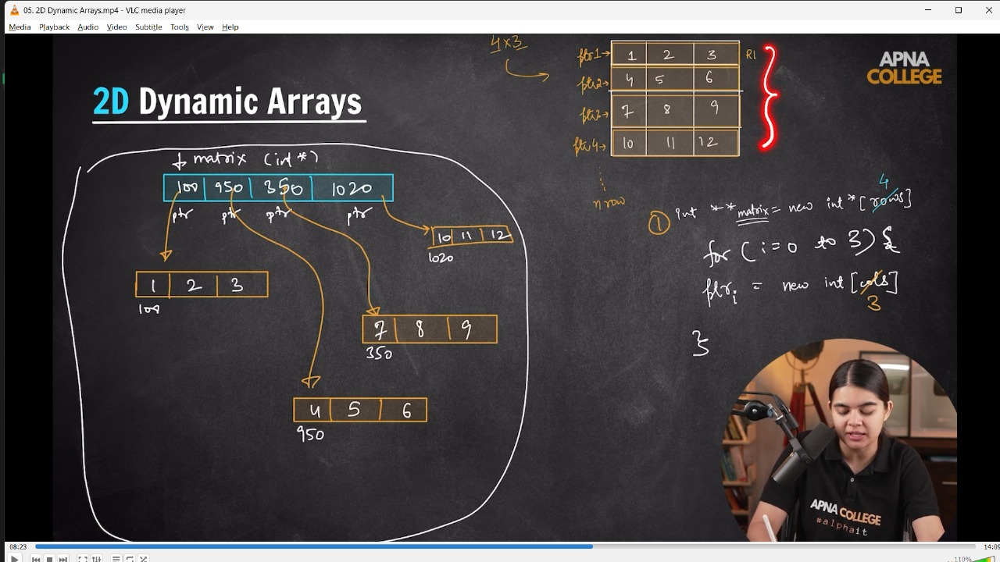 05. 2D Dynamic Arrays.mp4 - VLC media player
Media Playback Audio Video Subtitle Tools View Help
4x3
ptr1→ 1 2 3 R1
ptr2→ 4 5 6
ptr3→ 7 8 9
ptr4→ 10 11 12
n row
APNA
COLLEGE
2D Dynamic Arrays
matrix (int*)
100 950 350 1020
ptr ptr ptr ptr
10 11 12
1020
1 2 3
100
7 8 9
350
4 5 6
950
4
① int **matrix = new int*[rows]
for (i=0 to 3) {
ptri = new int[cols]
3
}
APNA COLLEGE
#alphait
08:23
14:09
110%